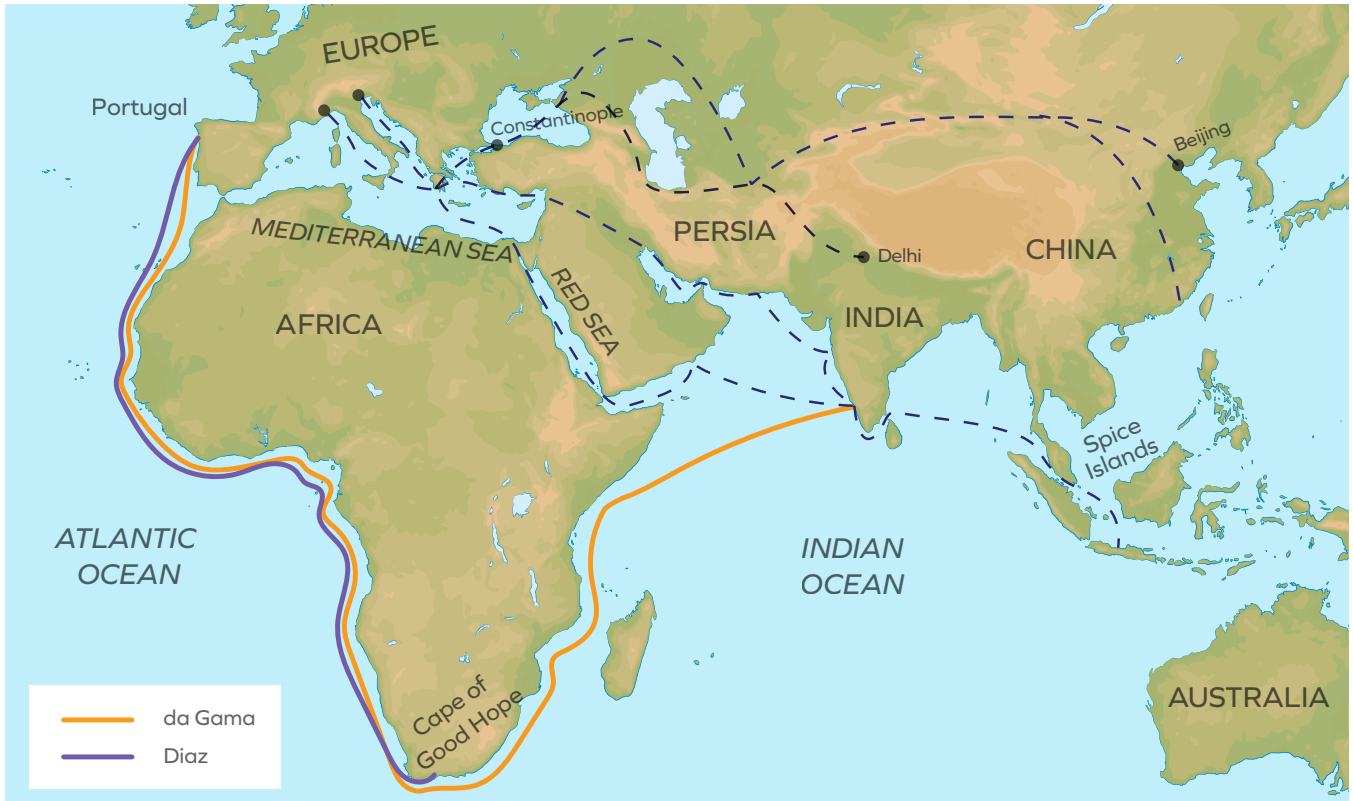 EUROPE
Portugal
Constantinople
Beijing
MEDITERRANEAN SEA
PERSIA
CHINA
Delhi
RED SEA
AFRICA
INDIA
Spice
Islands
ATLANTIC
OCEAN
INDIAN
OCEAN
Cape of
Good Hope
AUSTRALIA
da Gama
Diaz